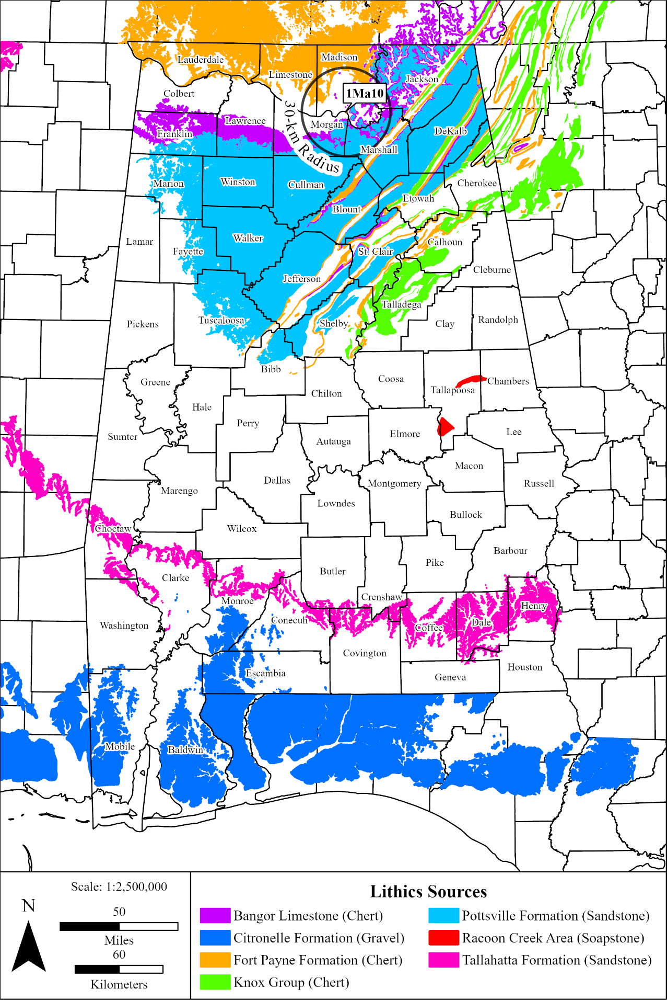 Lauderdale
Madison
Limestone
Jackson
Colbert
1Ma10
Lawrence
Morgan
Franklin
DeKalb
Marshall
30-km Radius
Marion
Winston
Cullman
Cherokee
Etowah
Blount
Lamar
Walker
Calhoun
Fayette
St. Clair
Cleburne
Jefferson
Talladega
Pickens
Tuscaloosa
Shelby
Clay
Randolph
Bibb
Greene
Coosa
Chambers
Tallapoosa
Chilton
Hale
Perry
Sumter
Elmore
Lee
Autauga
Macon
Dallas
Montgomery
Russell
Marengo
Lowndes
Bullock
Choctaw
Wilcox
Barbour
Pike
Butler
Clarke
Crenshaw
Monroe
Henry
Washington
Conecuh
Coffee
Dale
Covington
Houston
Escambia
Geneva
Mobile
Baldwin
Scale: 1:2,500,000
N
50
Miles
60
Kilometers
Lithics Sources
Bangor Limestone (Chert)
Citronelle Formation (Gravel)
Fort Payne Formation (Chert)
Knox Group (Chert)
Pottsville Formation (Sandstone)
Racoon Creek Area (Soapstone)
Tallahatta Formation (Sandstone)